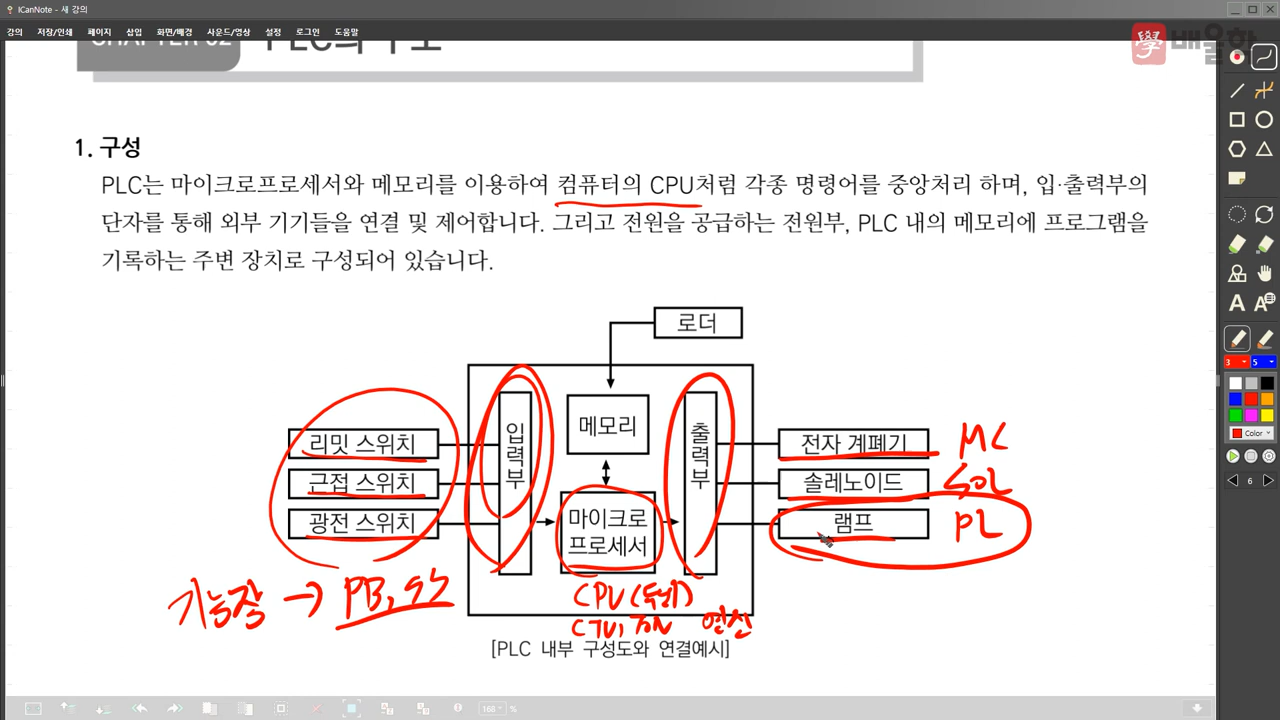 ICanNote - 새 강의
강의 저장/인쇄 페이지 삽입 화면/배경 사운드/영상 설정 로그인 도움말
CHAPTER 02 PLC의 구조
배울학
1. 구성
PLC는 마이크로프로세서와 메모리를 이용하여 컴퓨터의 CPU처럼 각종 명령어를 중앙처리 하며, 입·출력부의
단자를 통해 외부 기기들을 연결 및 제어합니다. 그리고 전원을 공급하는 전원부, PLC 내의 메모리에 프로그램을
기록하는 주변 장치로 구성되어 있습니다.
로더
입력부
메모리
출력부
리밋 스위치
전자 계폐기 MC
근접 스위치
솔레노이드 SOL
광전 스위치
마이크로
프로세서
램프 PL
기능장 → PB, SS
CPU (두뇌)
연산
[PLC 내부 구성도와 연결예시]
3 5
Color
6
168 %